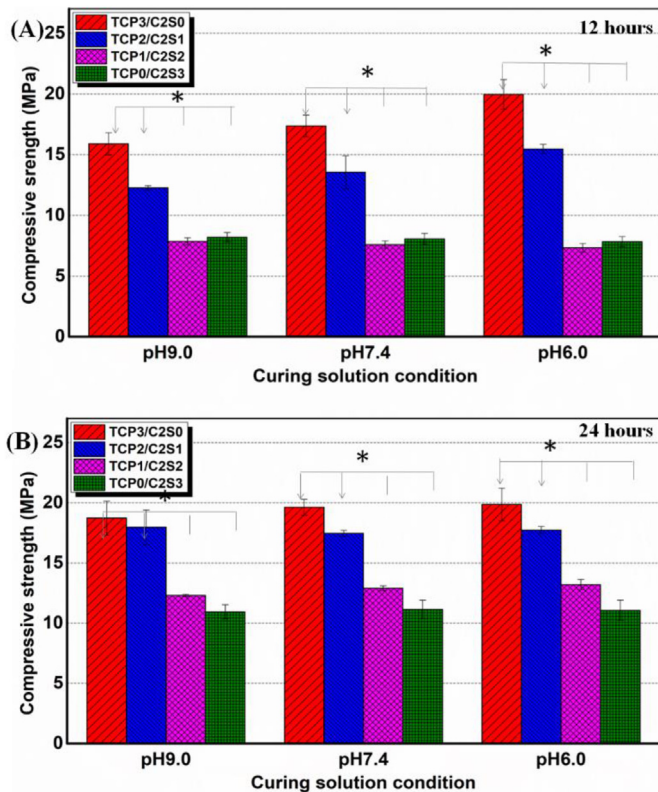 (A)
12 hours
TCP3/C2S0
TCP2/C2S1
TCP1/C2S2
TCP0/C2S3
25
20
15
10
5
0
Compressive srength (MPa)
*
*
*
pH9.0 pH7.4 pH6.0
Curing solution condition
(B)
24 hours
TCP3/C2S0
TCP2/C2S1
TCP1/C2S2
TCP0/C2S3
25
20
15
10
5
0
Compressive strength (MPa)
*
*
*
pH9.0 pH7.4 pH6.0
Curing solution condition